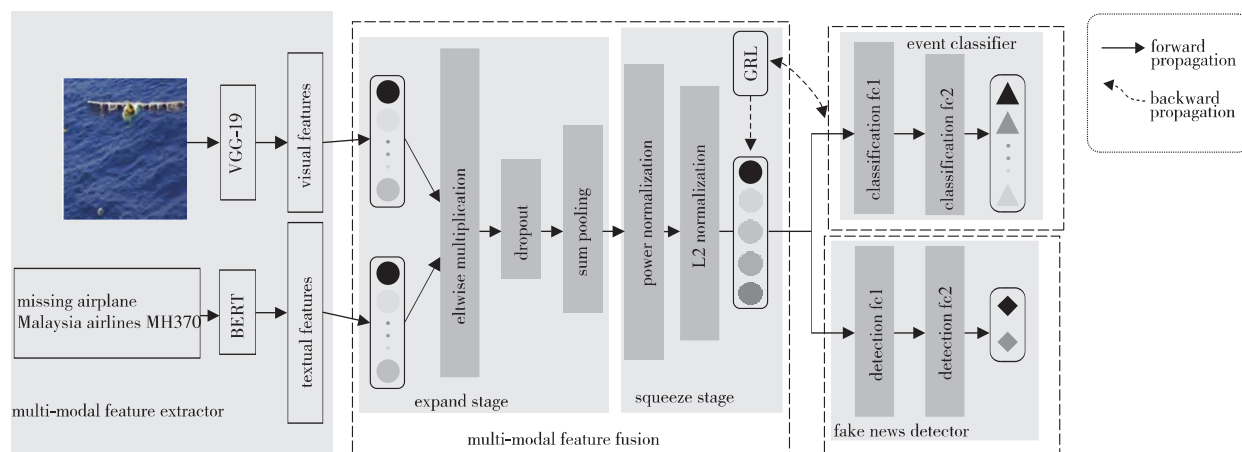 VGG-19
visual features
missing airplane
Malaysia airlines MH370
BERT
textual features
multi-modal feature extractor
eltwise multiplication
dropout
sum pooling
expand stage
power normalization
L2 normalization
GRL
squeeze stage
multi-modal feature fusion
event classifier
classification fc1
classification fc2
detection fc1
detection fc2
fake news detector
forward
propagation
backward
propagation